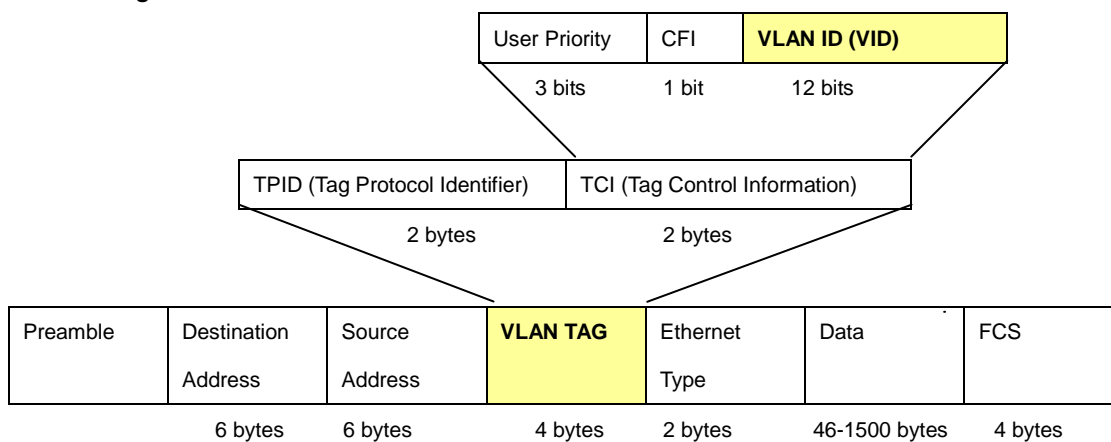 User Priority CFI VLAN ID (VID)
3 bits 1 bit 12 bits
TPID (Tag Protocol Identifier) TCI (Tag Control Information)
2 bytes 2 bytes
Preamble Destination Source VLAN TAG Ethernet Data FCS
Address Address Type
6 bytes 6 bytes 4 bytes 2 bytes 46-1500 bytes 4 bytes